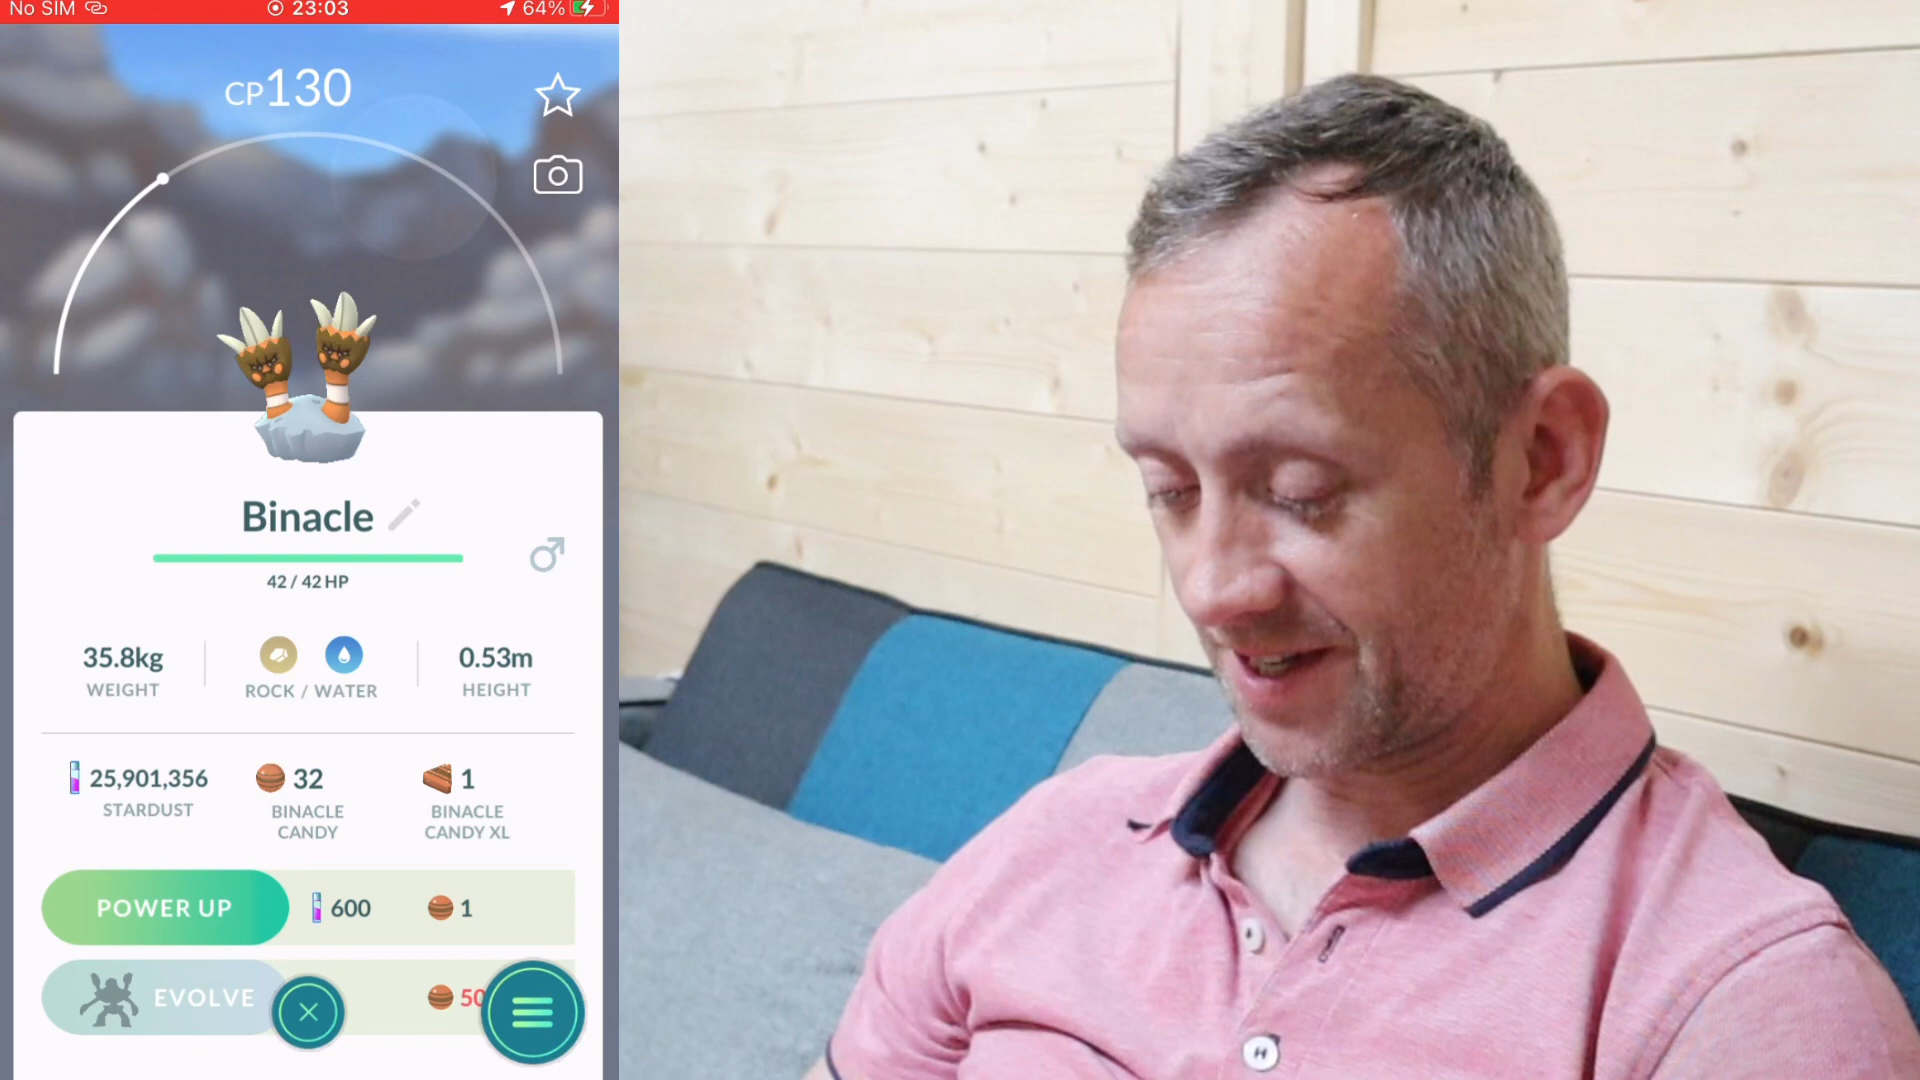 No SIM 23:03 64%
CP130
Binacle
42 / 42 HP
35.8kg
WEIGHT
ROCK / WATER
0.53m
HEIGHT
25,901,356
STARDUST
32
BINACLE
CANDY
1
BINACLE
CANDY XL
POWER UP 600 1
EVOLVE 50